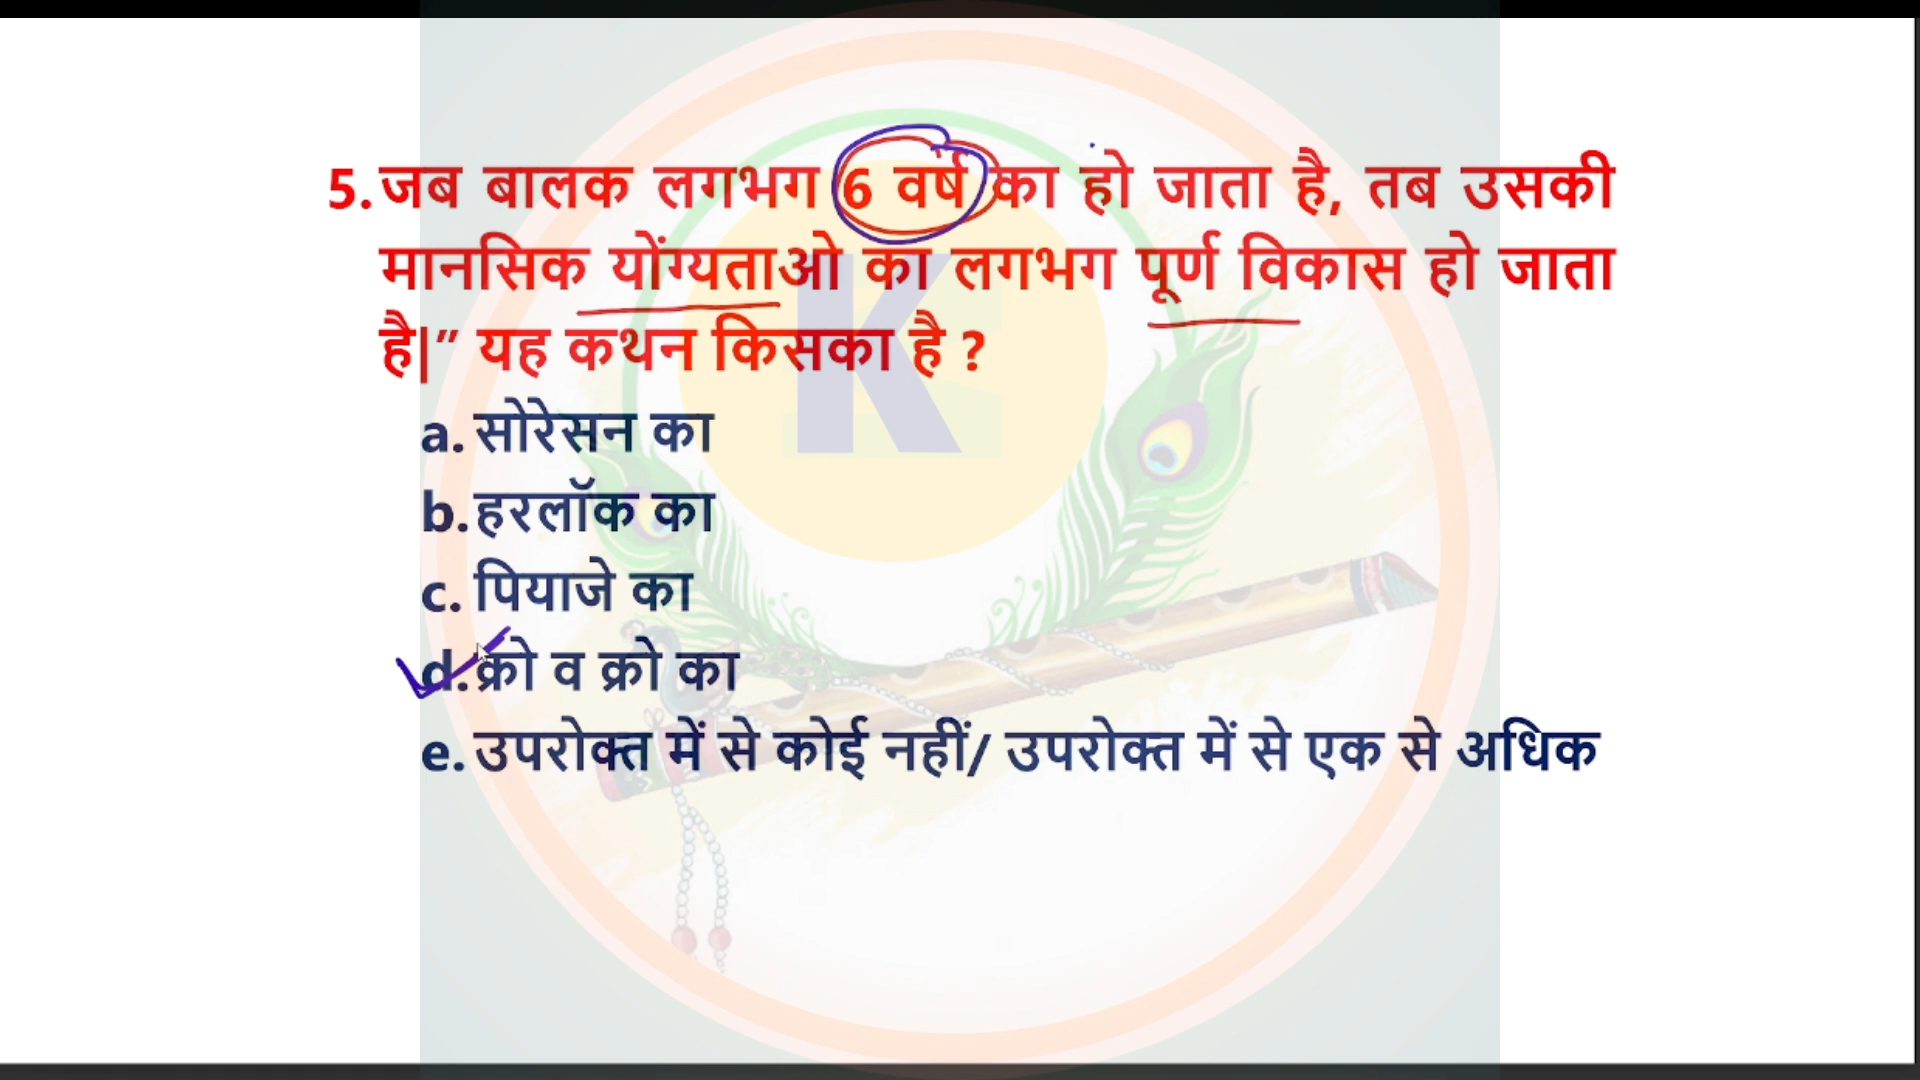 5. जब बालक लगभग 6 वर्ष का हो जाता है, तब उसकी
मानसिक योंग्यताओ का लगभग पूर्ण विकास हो जाता
है|” यह कथन किसका है ?
a. सोरेसन का
b. हरलॉक का
c. पियाजे का
d. क्रो व क्रो का
e. उपरोक्त में से कोई नहीं/ उपरोक्त में से एक से अधिक
K